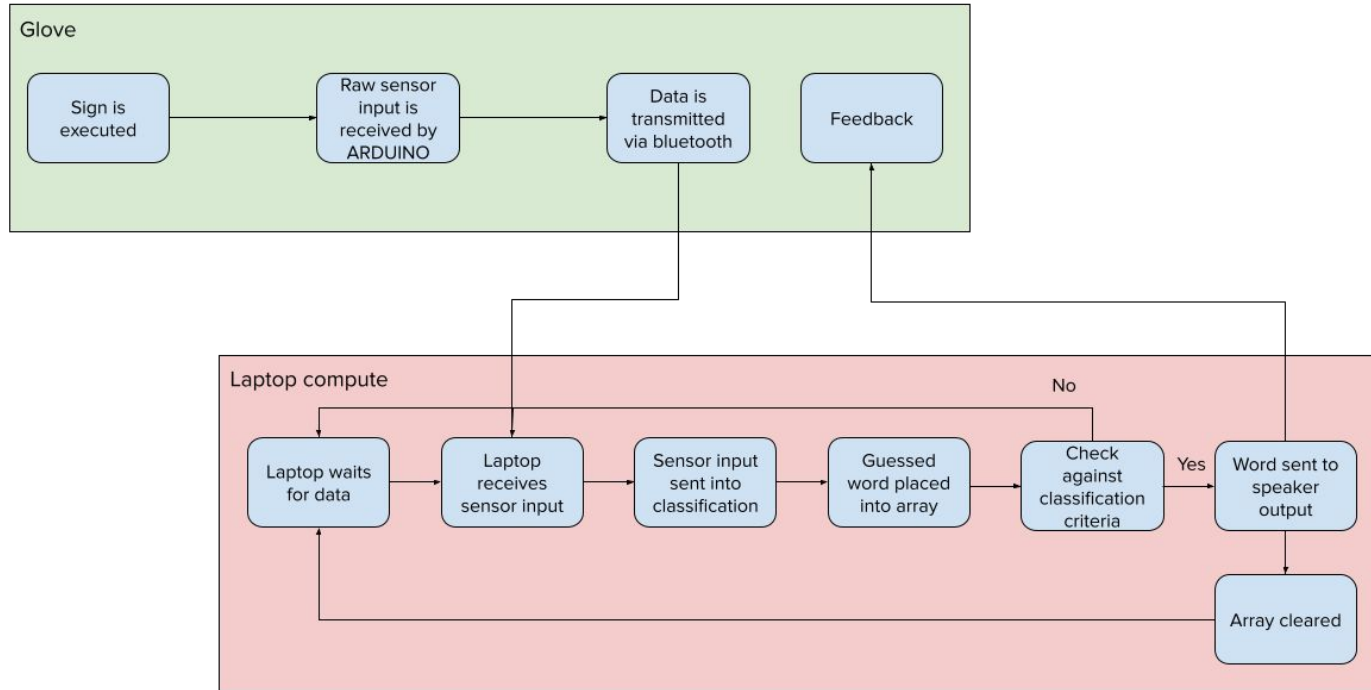 Glove
Sign is
executed
Raw sensor
input is
received by
ARDUINO
Data is
transmitted
via bluetooth
Feedback
Laptop compute
No
Laptop waits
for data
Laptop
receives
sensor input
Sensor input
sent into
classification
Guessed
word placed
into array
Check
against
classification
criteria
Yes
Word sent to
speaker
output
Array cleared